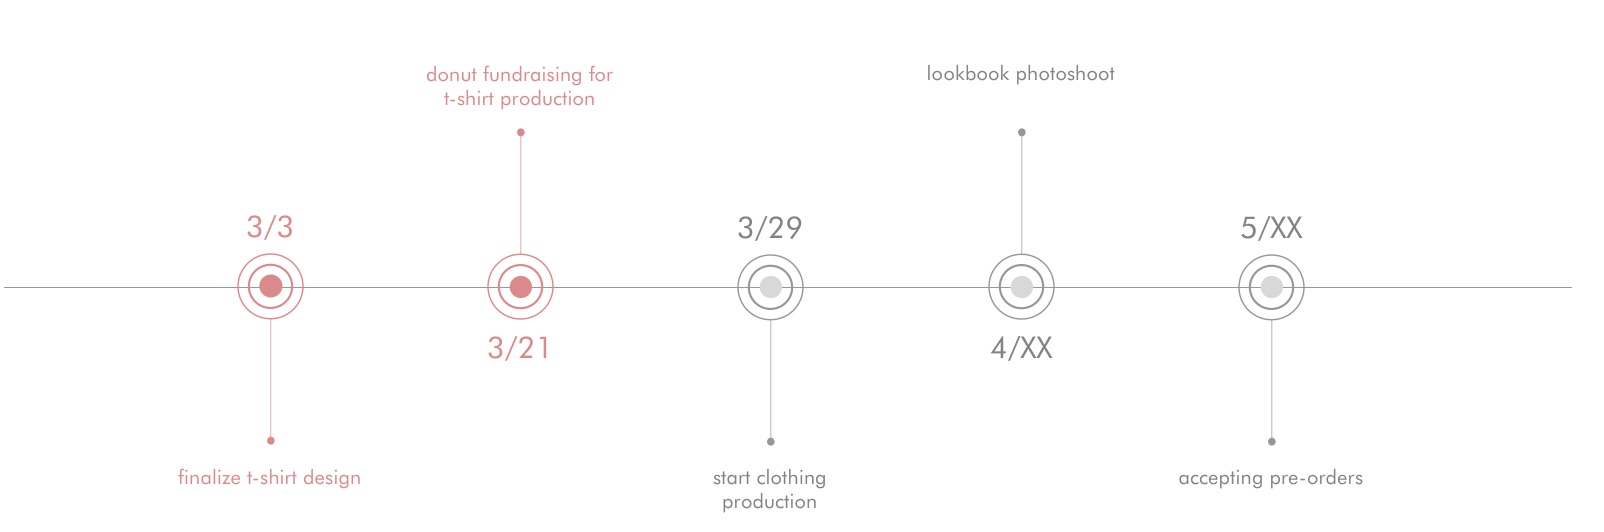 donut fundraising for
t-shirt production
lookbook photoshoot
3/3
3/29
5/XX
3/21
4/XX
finalize t-shirt design
start clothing
production
accepting pre-orders